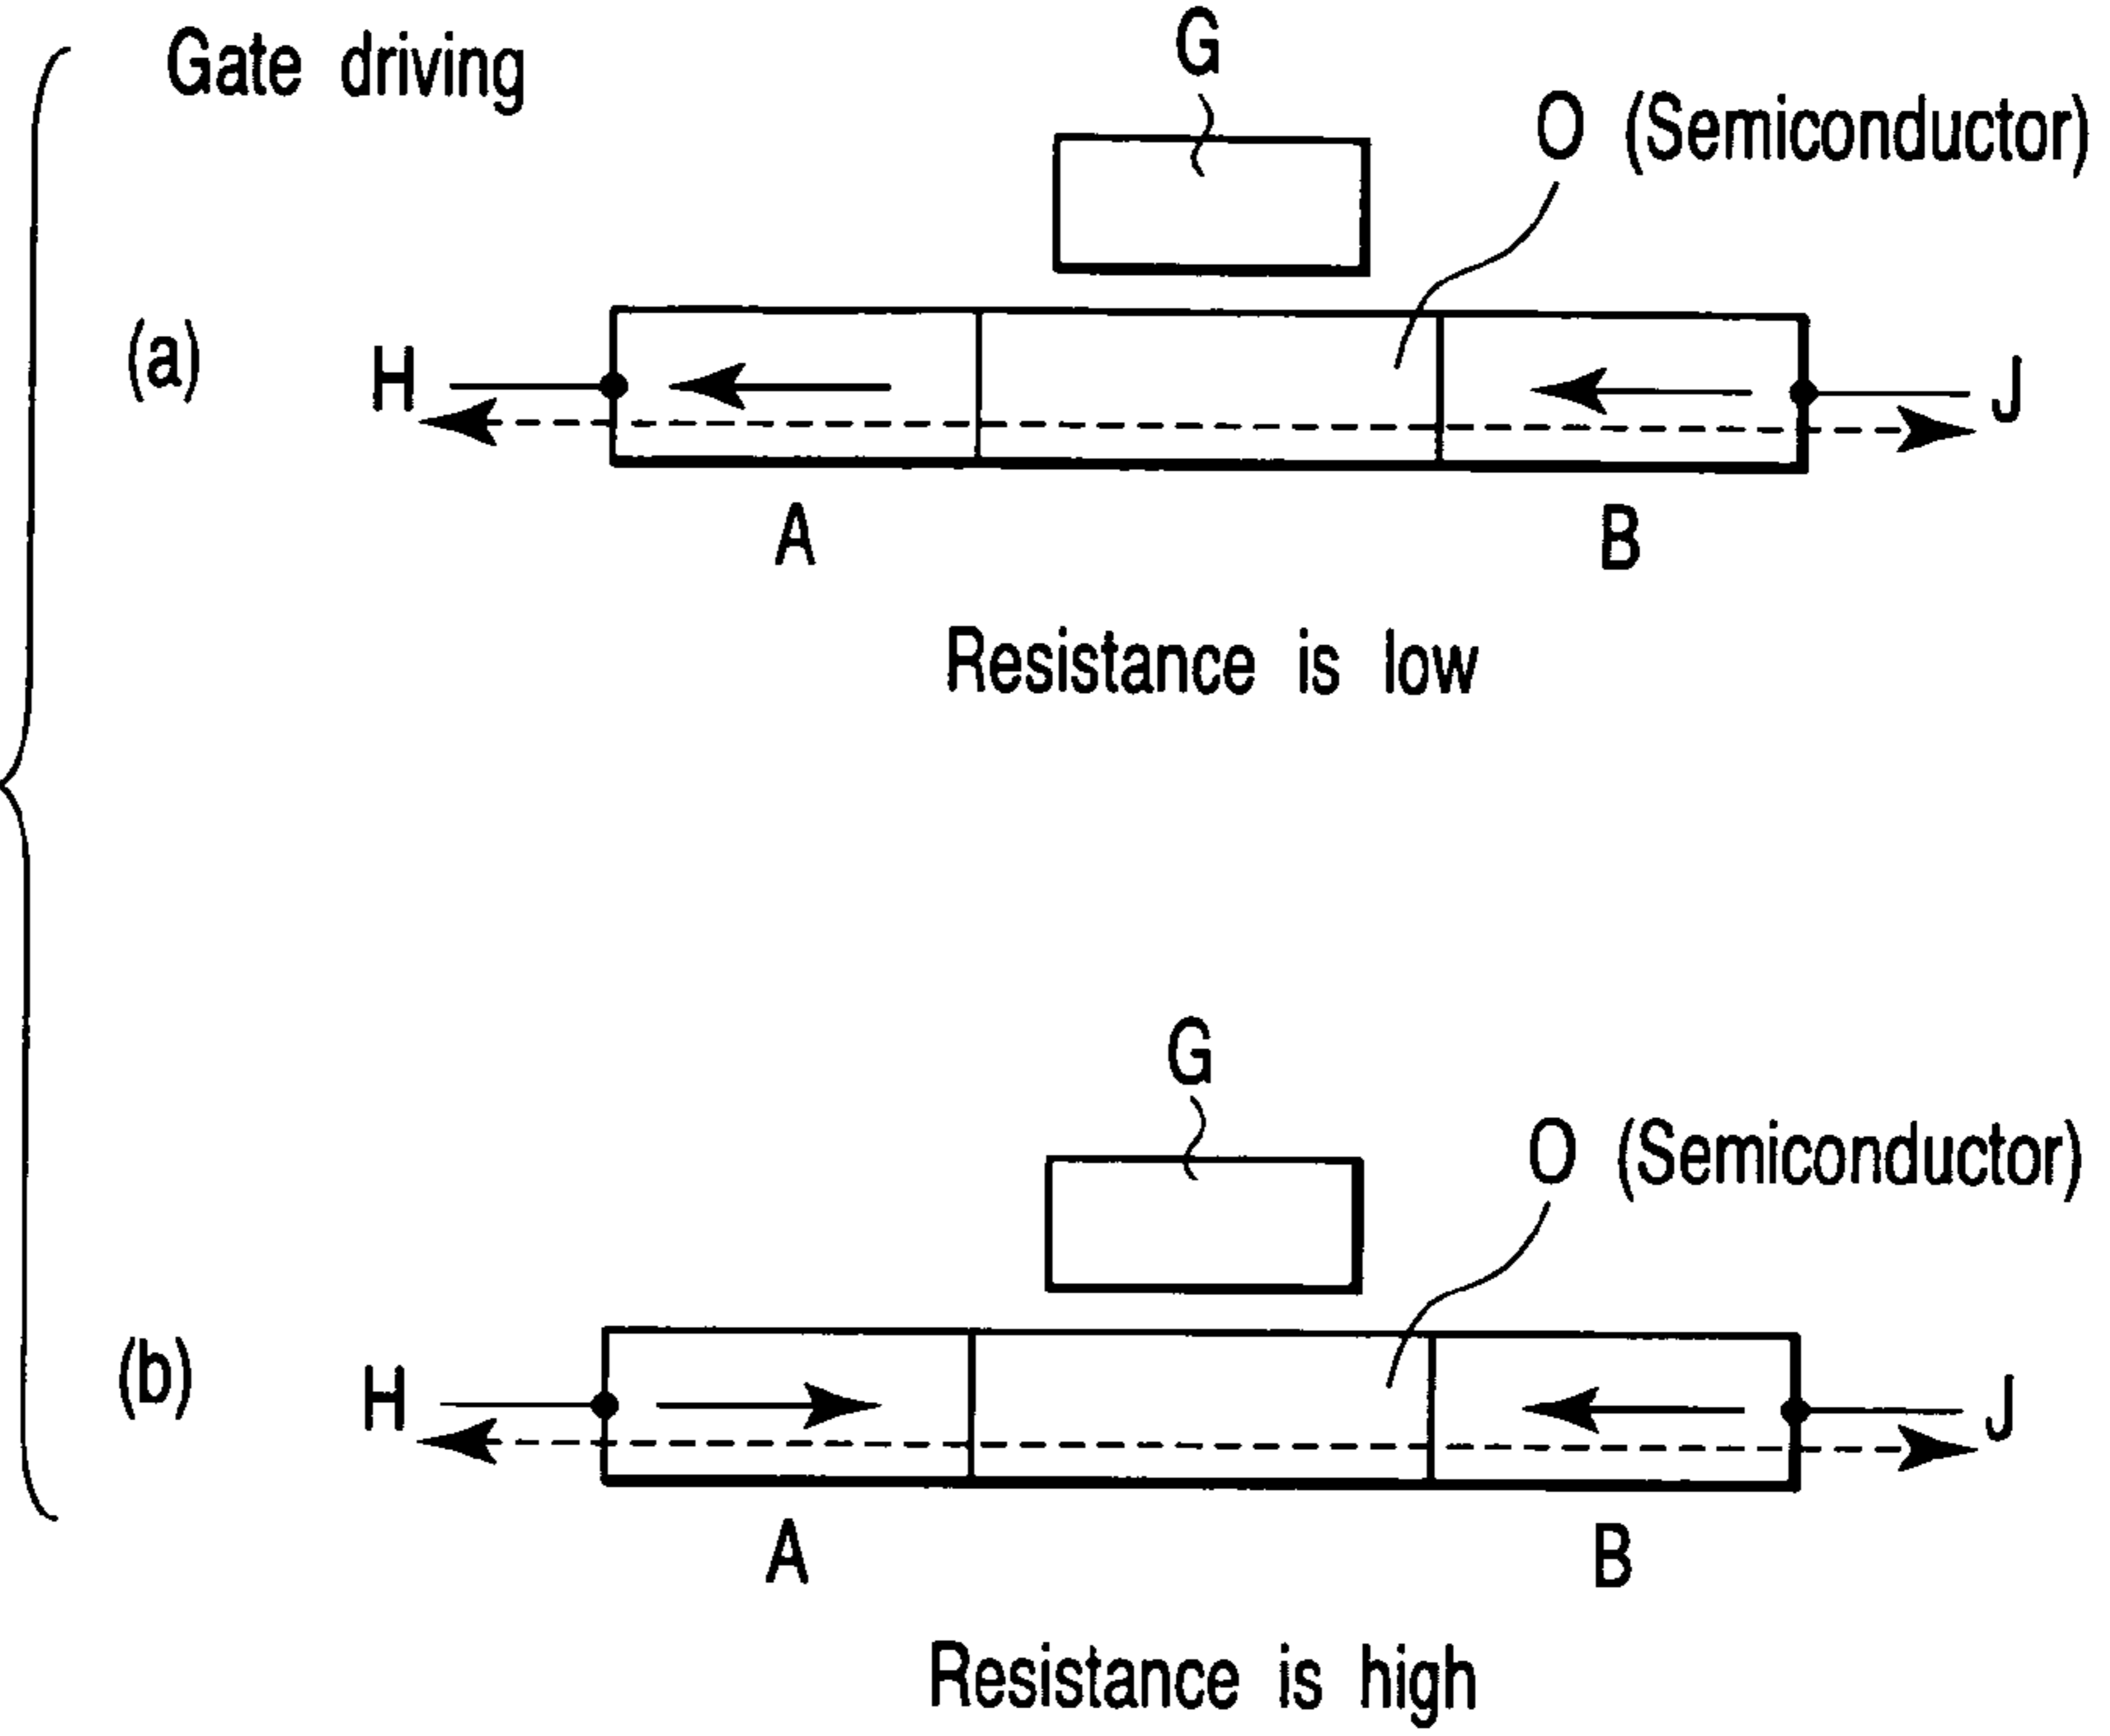 Gate driving
G
O (Semiconductor)
(a)
H
J
A
B
Resistance is low
G
O (Semiconductor)
(b)
H
J
A
B
Resistance is high